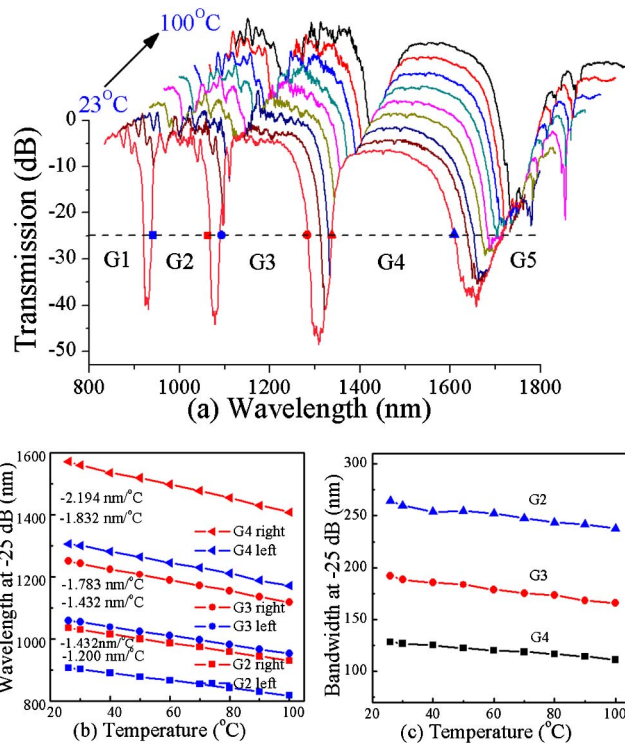 100°C
23°C
Transmission (dB)
0
-10
-20
-30
-40
-50
G1 G2 G3 G4 G5
800 1000 1200 1400 1600 1800
(a) Wavelength (nm)
Wavelength at -25 dB (nm)
1600
1400
1200
1000
800
-2.194 nm/°C
-1.832 nm/°C
-1.783 nm/°C
-1.432 nm/°C
-1.432nm/°C
-1.200 nm/°C
G4 right
G4 left
G3 right
G3 left
G2 right
G2 left
20 40 60 80 100
(b) Temperature (°C)
Bandwidth at -25 dB (nm)
300
250
200
175
125
G2
G3
G4
20 40 60 80 100
(c) Temperature (°C)